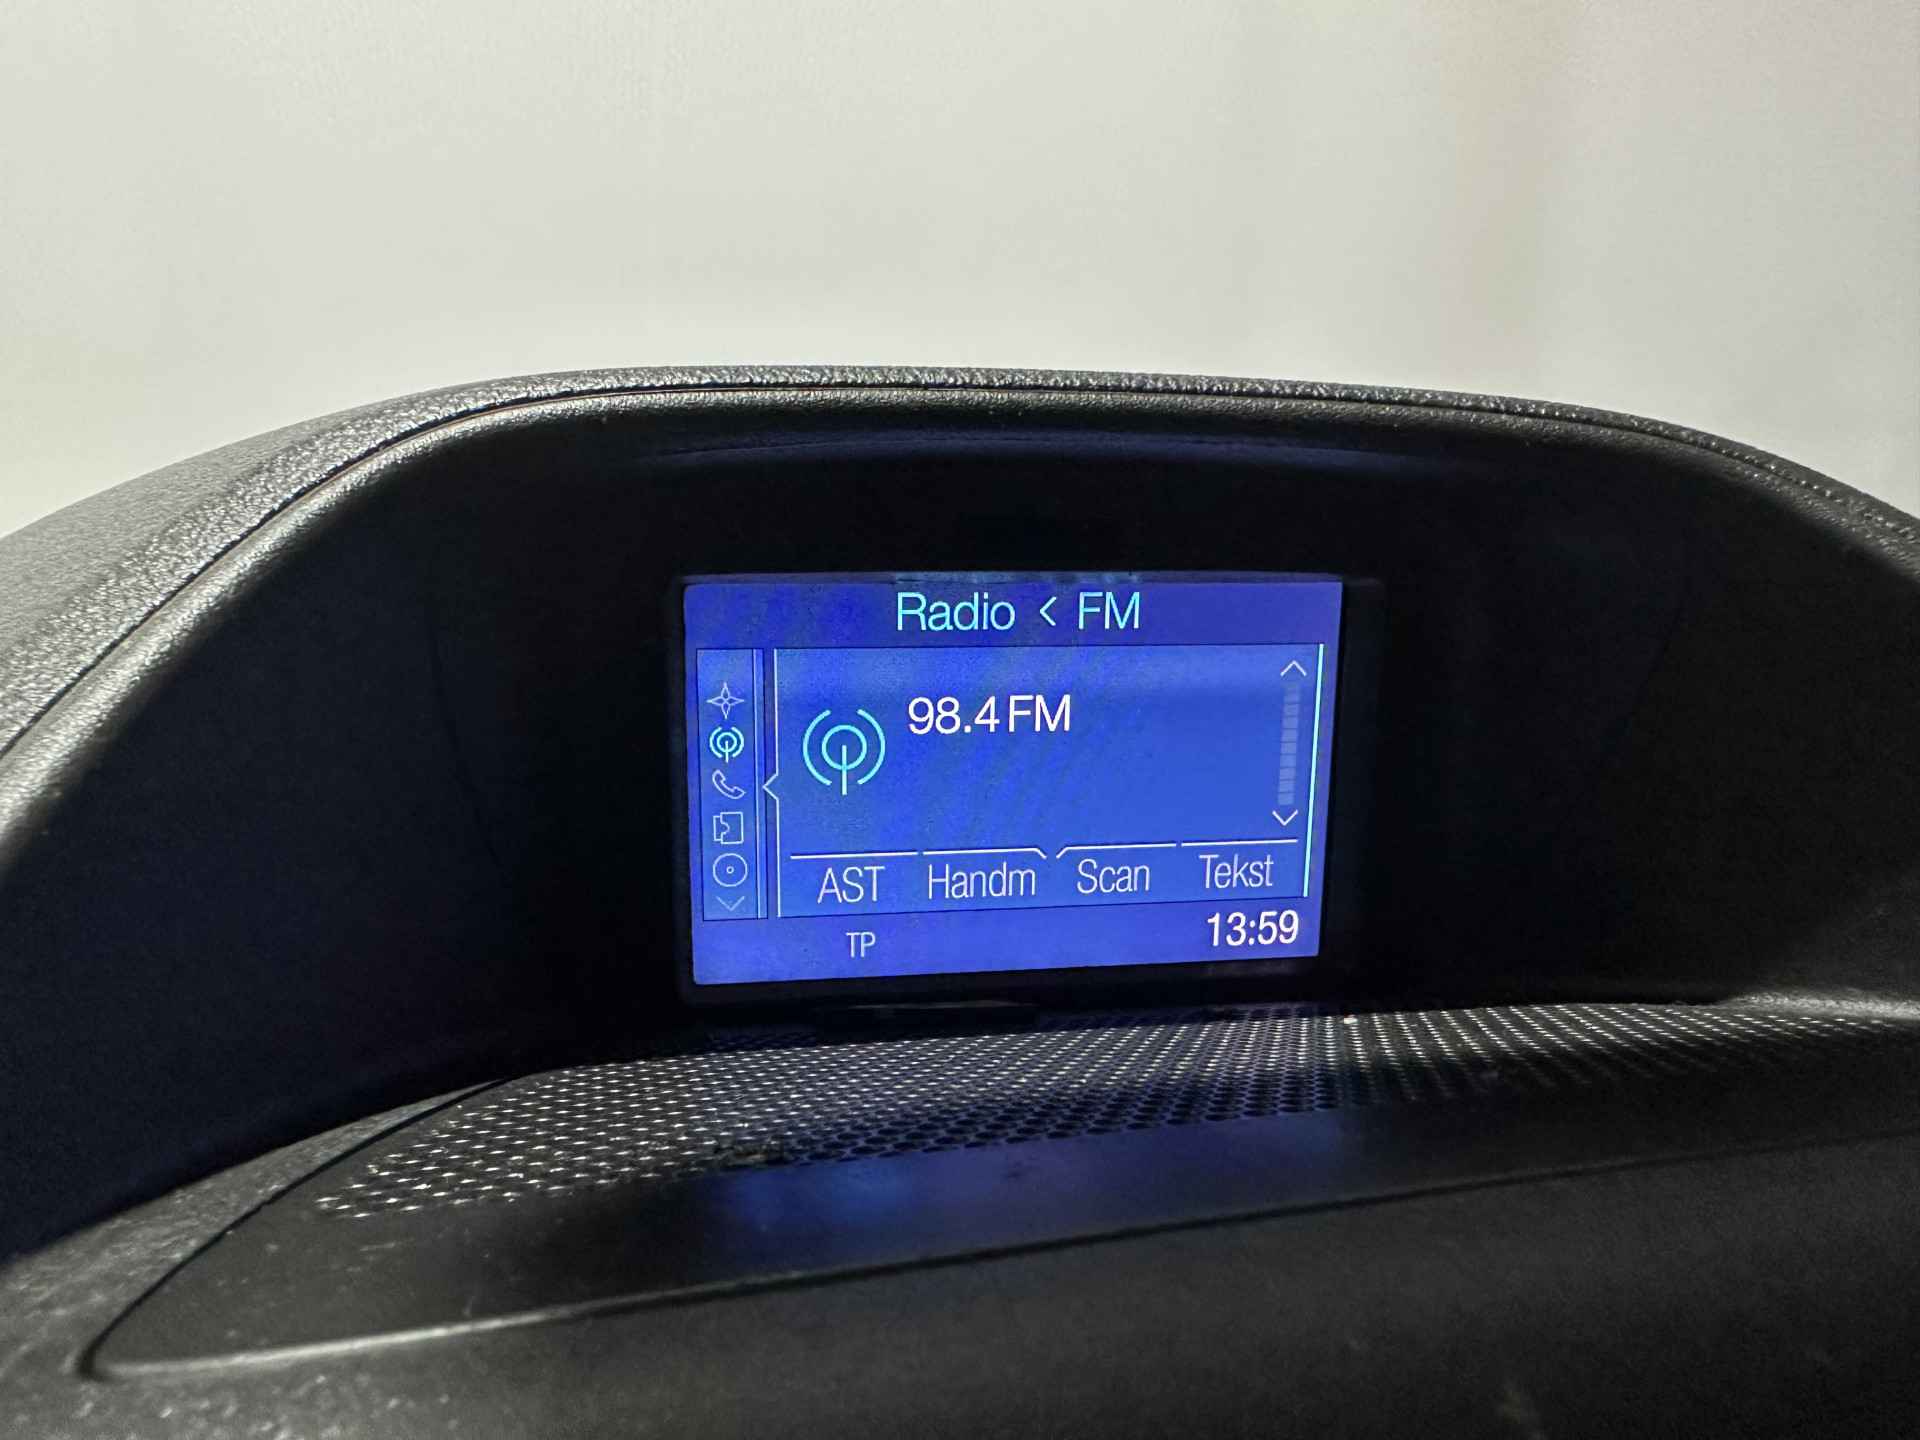 Radio < FM
98.4 FM
AST Handm Scan Tekst
TP 13:59